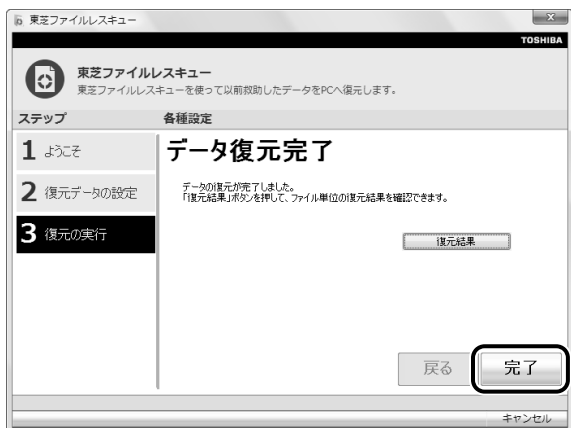 東芝ファイルレスキュー
TOSHIBA
東芝ファイルレスキュー
東芝ファイルレスキューを使って以前救助したデータをPCへ復元します。
ステップ
各種設定
1 ようこそ
2 復元データの設定
3 復元の実行
データ復元完了
データの復元が完了しました。
「復元結果」ボタンを押して、ファイル単位の復元結果を確認できます。
復元結果
戻る
完了
キャンセル